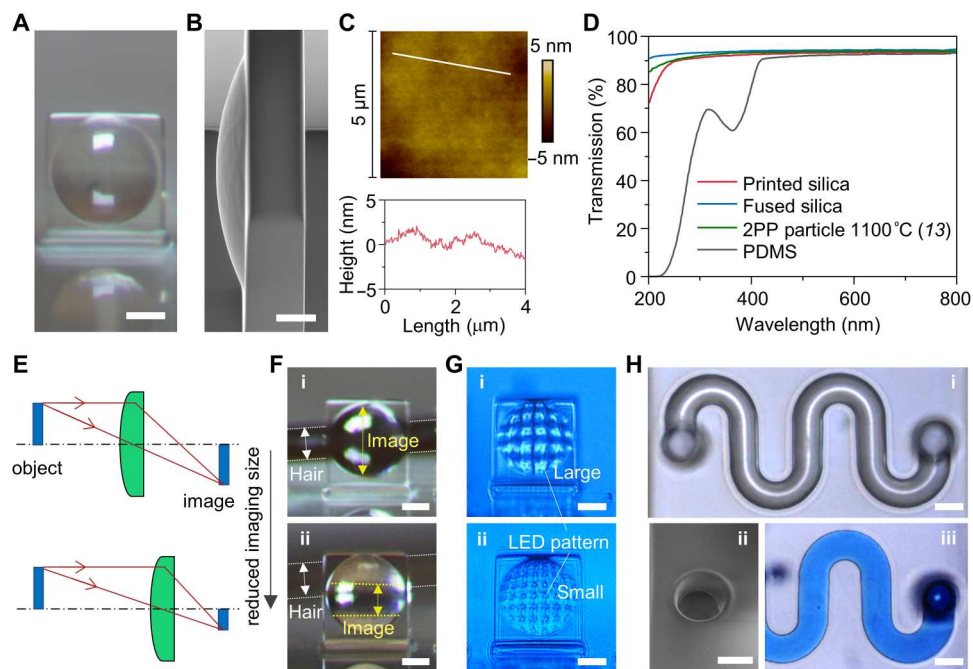 A
B
C
5 µm
5 nm
−5 nm
Height (nm)
5
0
−5
0 1 2 3 4
Length (µm)
D
Transmission (%)
100
80
60
40
20
0
Printed silica
Fused silica
2PP particle 1100 °C (13)
PDMS
200 400 600 800
Wavelength (nm)
E
object
image
reduced imaging size
F
i
Image
Hair
ii
Hair
Image
G
i
Large
LED pattern
ii
Small
H
i
ii
iii